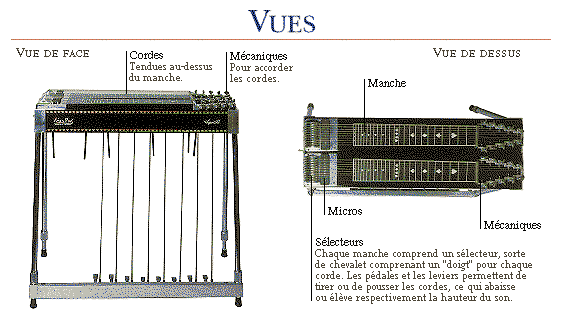 VUES
VUE DE FACE
Cordes
Tendues au-dessus
du manche.
Mécaniques
Pour accorder
les cordes.
VUE DE DESSUS
Manche
Micros
Mécaniques
Sélecteurs
Chaque manche comprend un sélecteur, sorte
de chevalet comprenant un "doigt" pour chaque
corde. Les pédales et les leviers permettent de
tirer ou de pousser les cordes, ce qui abaisse
ou élève respectivement la hauteur du son.